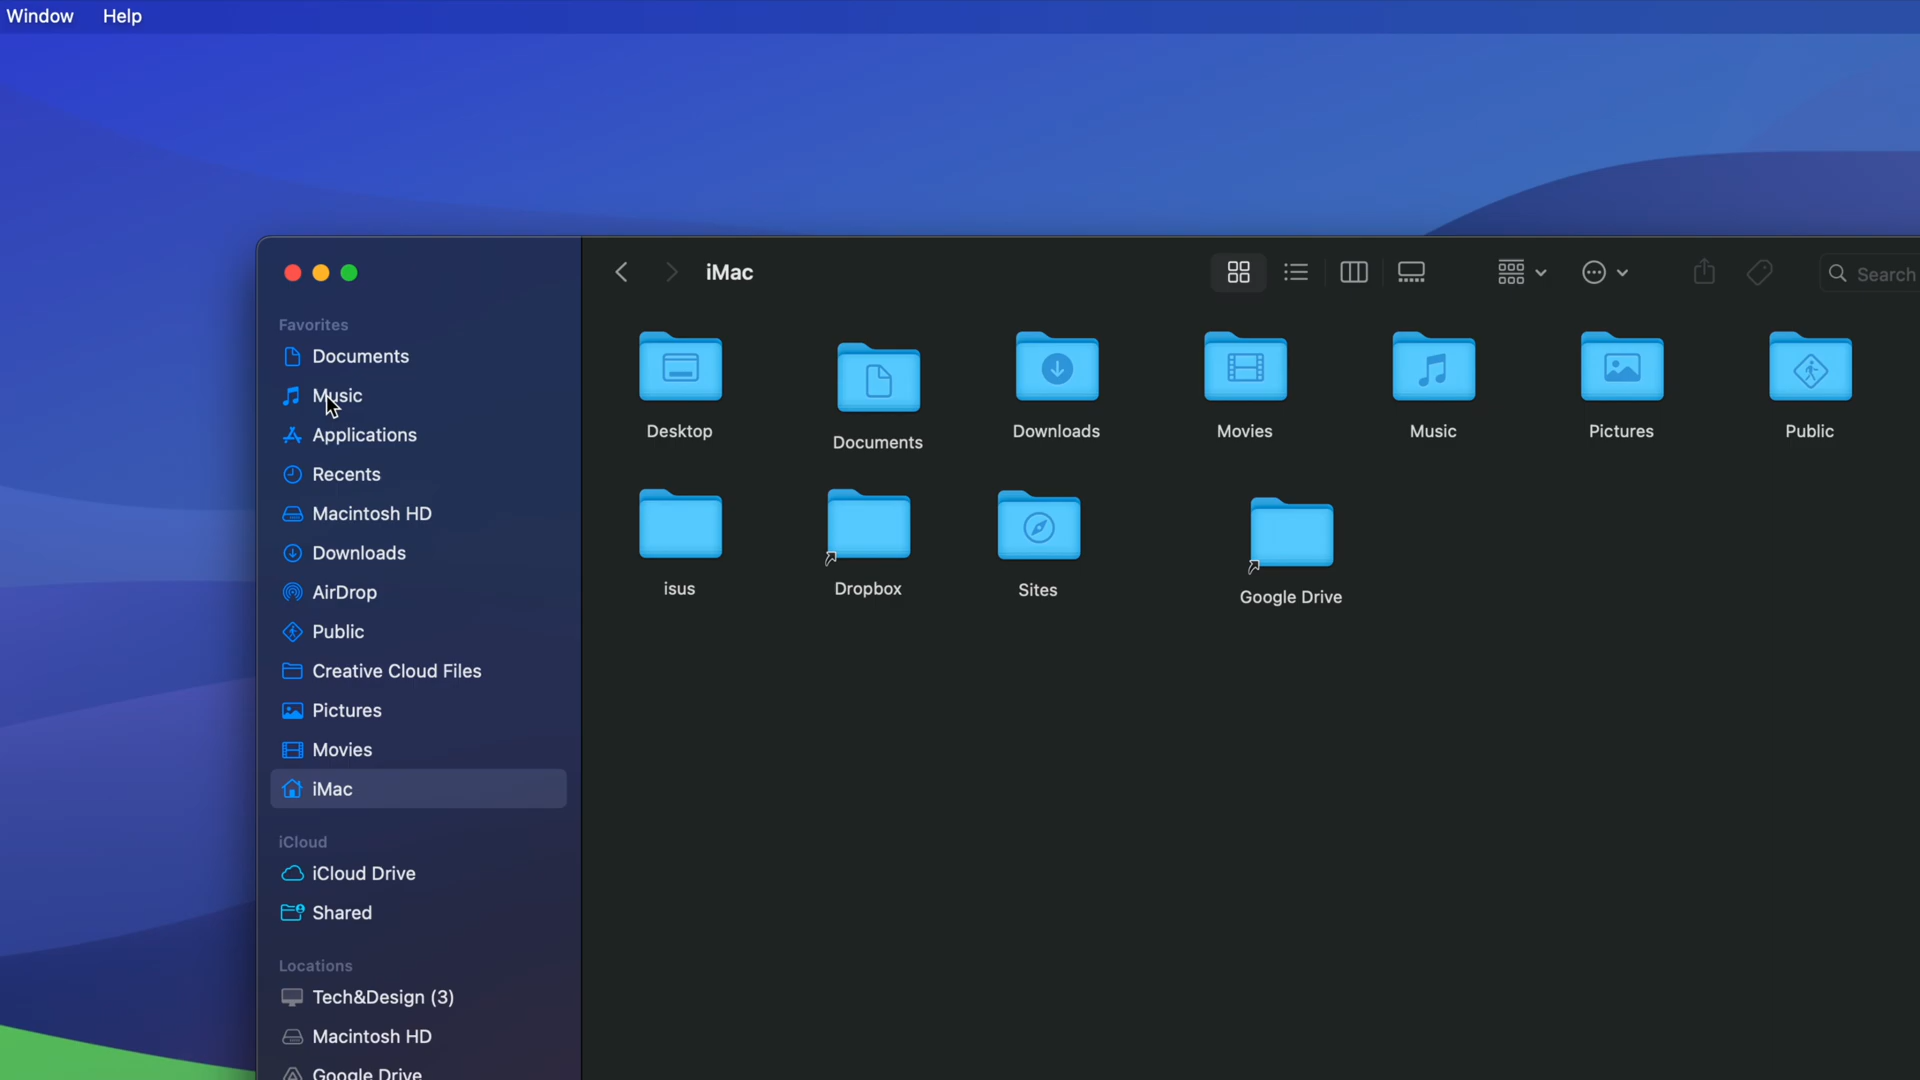 Window Help
iMac
Search
Favorites
Documents
Music
Applications
Recents
Macintosh HD
Downloads
AirDrop
Public
Creative Cloud Files
Pictures
Movies
iMac
iCloud
iCloud Drive
Shared
Locations
Tech&Design (3)
Macintosh HD
Google Drive
Desktop Documents Downloads Movies Music Pictures Public
isus Dropbox Sites Google Drive